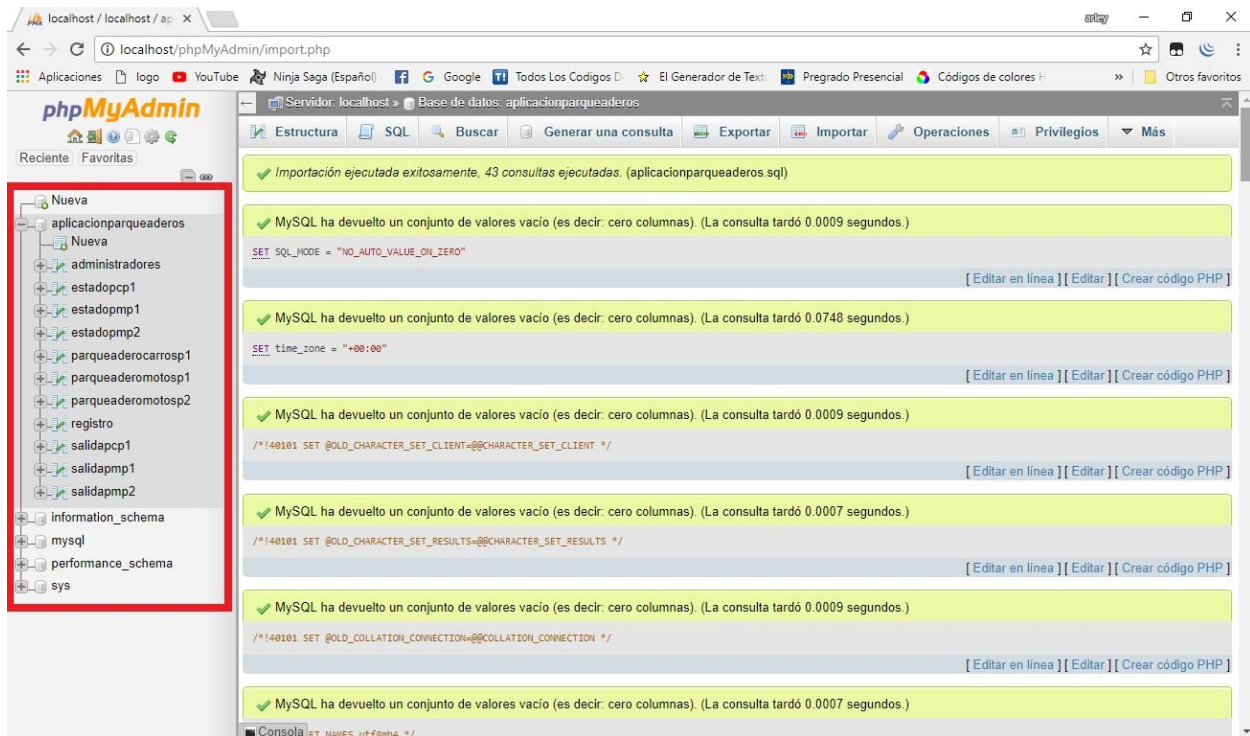 localhost / localhost / ap
arley
localhost/phpMyAdmin/import.php
Aplicaciones logo YouTube Ninja Saga (Español) Google Todos Los Codigos D El Generador de Text Pregrado Presencial Códigos de colores H » Otros favoritos
phpMyAdmin
Reciente Favoritas
Nueva
aplicacionparqueaderos
Nueva
administradores
estadopcp1
estadopmp1
estadopmp2
parqueaderocarrosp1
parqueaderomotosp1
parqueaderomotosp2
registro
salidapcp1
salidapmp1
salidapmp2
information_schema
mysql
performance_schema
sys
Servidor: localhost » Base de datos: aplicacionparqueaderos
Estructura SQL Buscar Generar una consulta Exportar Importar Operaciones Privilegios Más
Importación ejecutada exitosamente, 43 consultas ejecutadas. (aplicacionparqueaderos.sql)
MySQL ha devuelto un conjunto de valores vacío (es decir: cero columnas). (La consulta tardó 0.0009 segundos.)
SET SQL_MODE = "NO_AUTO_VALUE_ON_ZERO"
[ Editar en línea ] [ Editar ] [ Crear código PHP ]
MySQL ha devuelto un conjunto de valores vacío (es decir: cero columnas). (La consulta tardó 0.0748 segundos.)
SET time_zone = "+00:00"
[ Editar en línea ] [ Editar ] [ Crear código PHP ]
MySQL ha devuelto un conjunto de valores vacío (es decir: cero columnas). (La consulta tardó 0.0009 segundos.)
/*!40101 SET @OLD_CHARACTER_SET_CLIENT=@@CHARACTER_SET_CLIENT */
[ Editar en línea ] [ Editar ] [ Crear código PHP ]
MySQL ha devuelto un conjunto de valores vacío (es decir: cero columnas). (La consulta tardó 0.0007 segundos.)
/*!40101 SET @OLD_CHARACTER_SET_RESULTS=@@CHARACTER_SET_RESULTS */
[ Editar en línea ] [ Editar ] [ Crear código PHP ]
MySQL ha devuelto un conjunto de valores vacío (es decir: cero columnas). (La consulta tardó 0.0009 segundos.)
/*!40101 SET @OLD_COLLATION_CONNECTION=@@COLLATION_CONNECTION */
[ Editar en línea ] [ Editar ] [ Crear código PHP ]
MySQL ha devuelto un conjunto de valores vacío (es decir: cero columnas). (La consulta tardó 0.0007 segundos.)
Consola ET NAMES utf8mb4 */